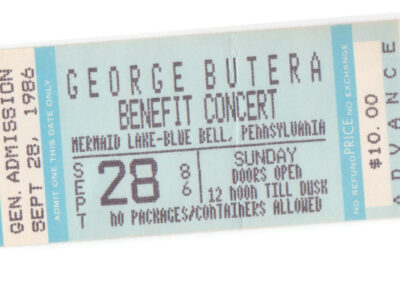 GEN. ADMISSION
SEPT 28, 1986
ADMIT ONE THIS DATE ONLY
GEORGE BUTERA
BENEFIT CONCERT
MERMAID LAKE-BLUE BELL, PENNSYLVANIA
SEPT
28
86
SUNDAY
DOORS OPEN
12 NOON TILL DUSK
NO PACKAGES/CONTAINERS ALLOWED
NO REFUND PRICE NO EXCHANGE
$10.00
ADVANCE